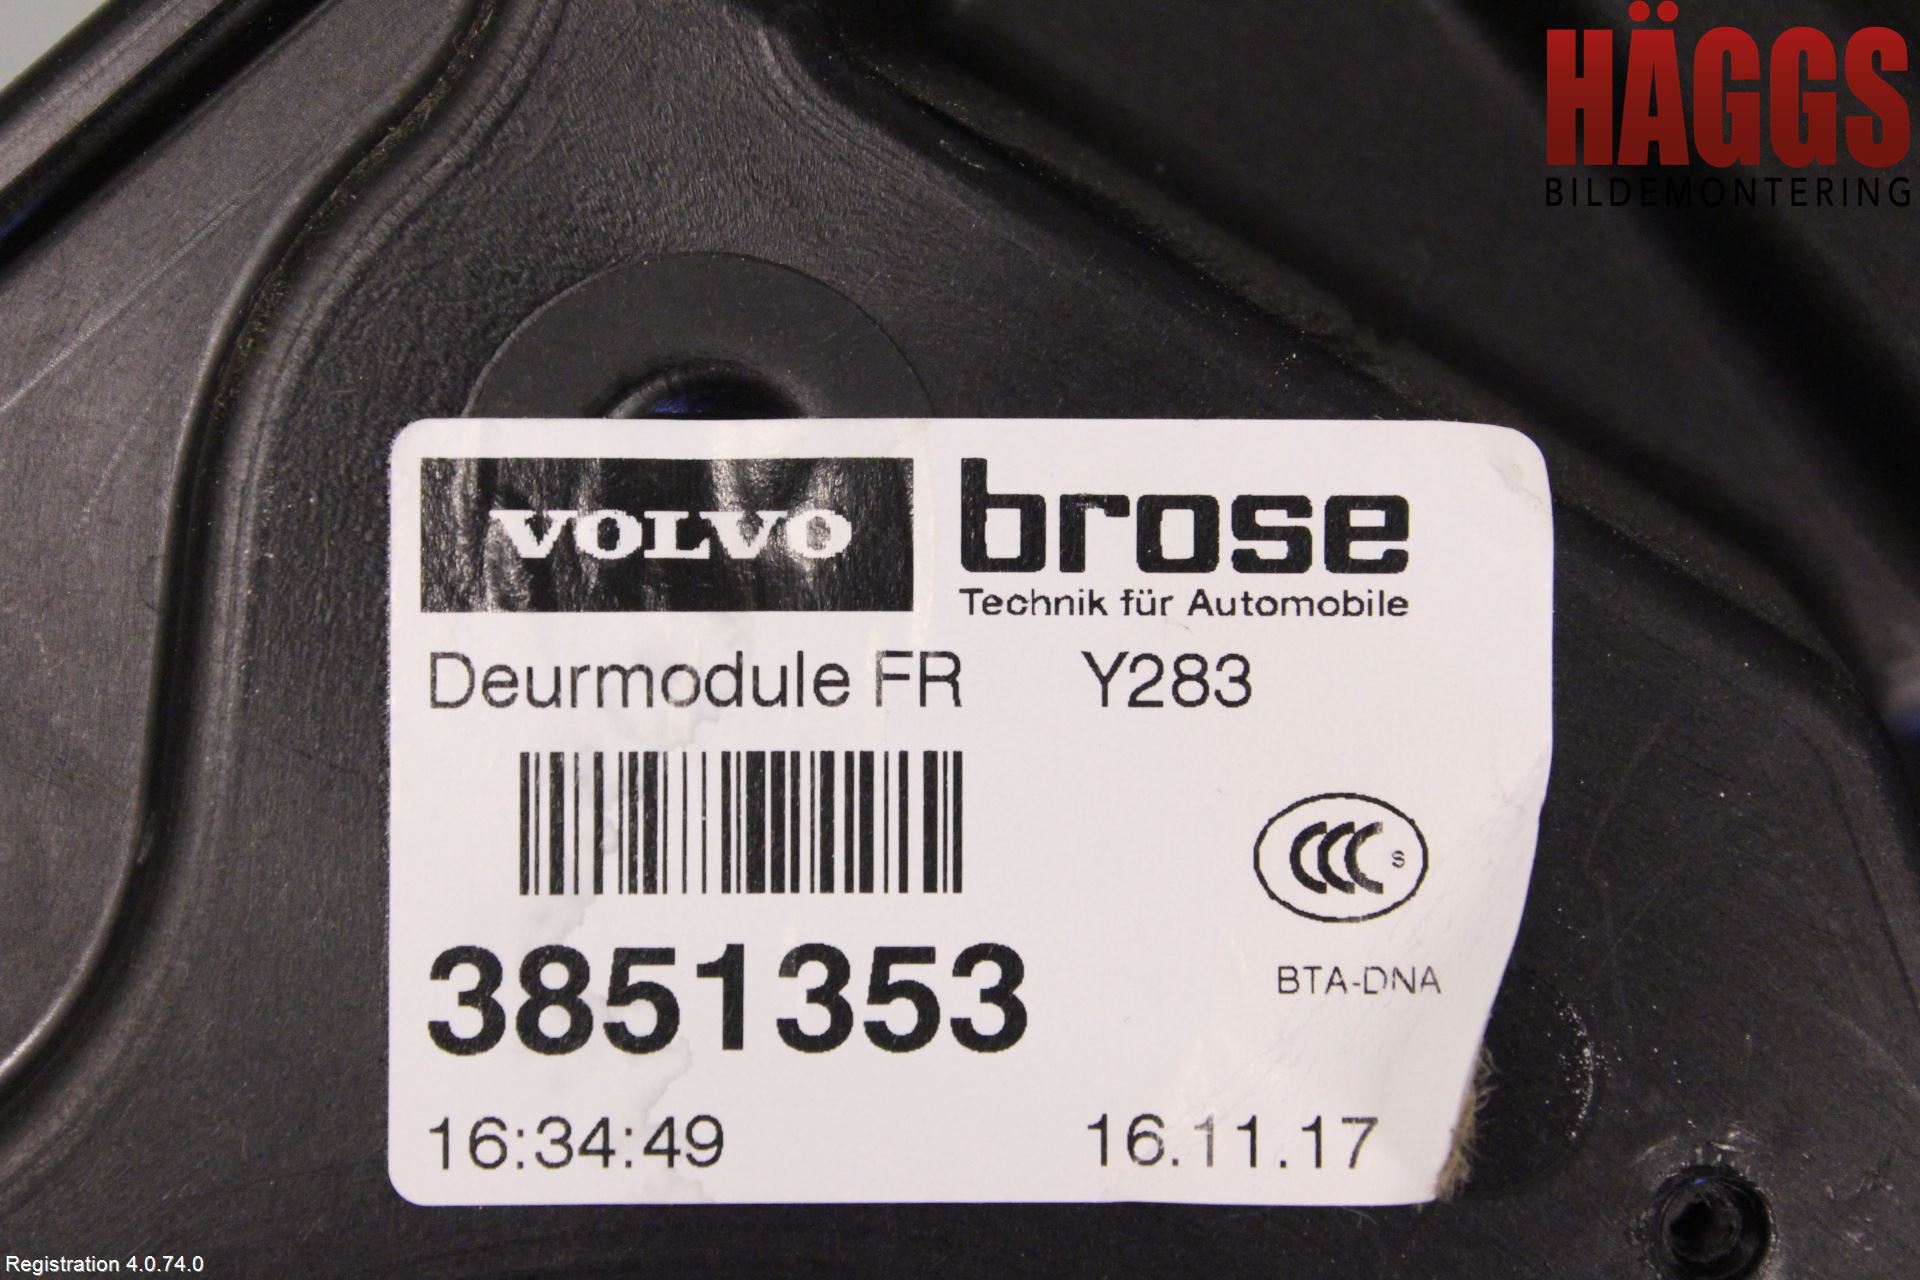 HÄGGS
BILDEMONTERING
VOLVO
brose
Technik für Automobile
Deurmodule FR Y283
CCC S
3851353
BTA-DNA
16:34:49 16.11.17
Registration 4.0.74.0